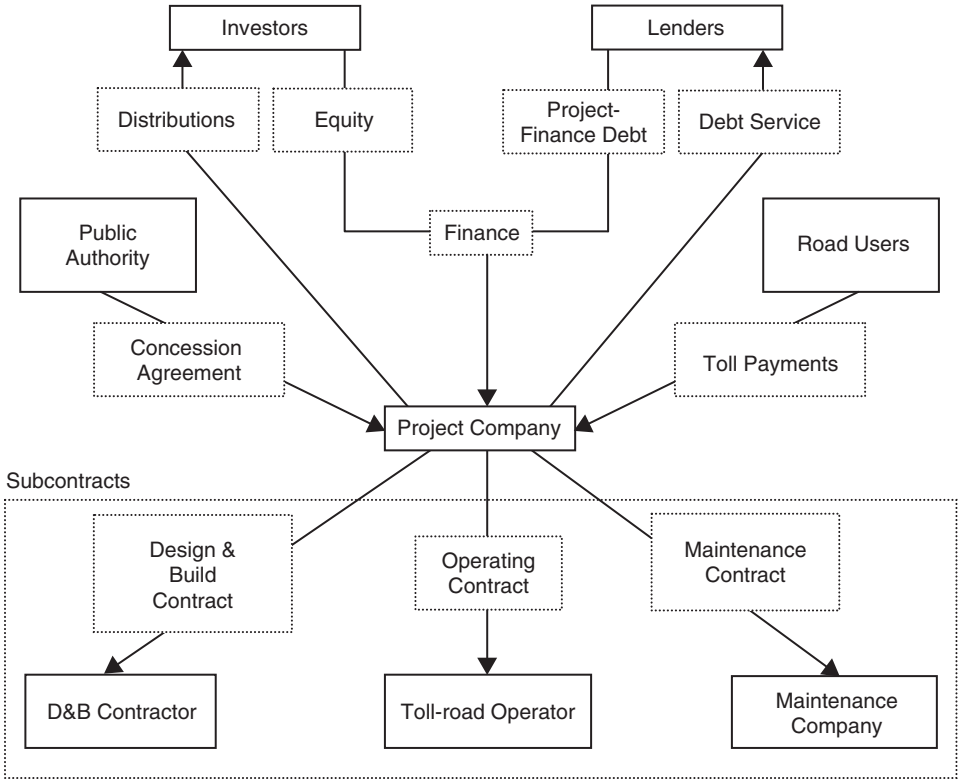 Investors
Lenders
Distributions
Equity
Project-
Finance Debt
Debt Service
Public
Authority
Finance
Road Users
Concession
Agreement
Toll Payments
Project Company
Subcontracts
Design &
Build
Contract
Operating
Contract
Maintenance
Contract
D&B Contractor
Toll-road Operator
Maintenance
Company